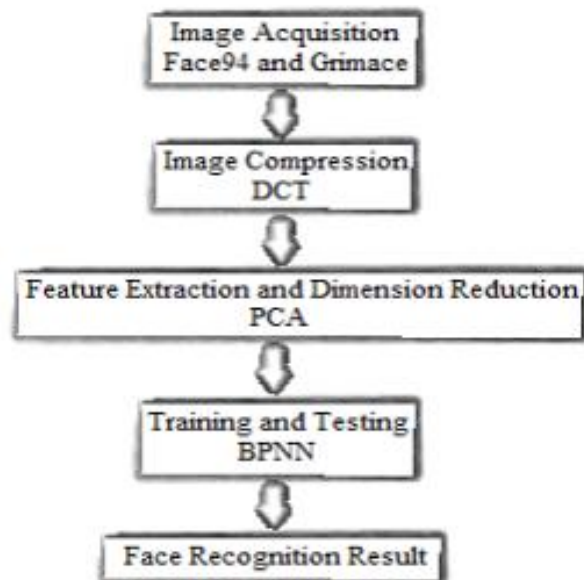 Image Acquisition
Face94 and Grimace
Image Compression
DCT
Feature Extraction and Dimension Reduction
PCA
Training and Testing
BPNN
Face Recognition Result